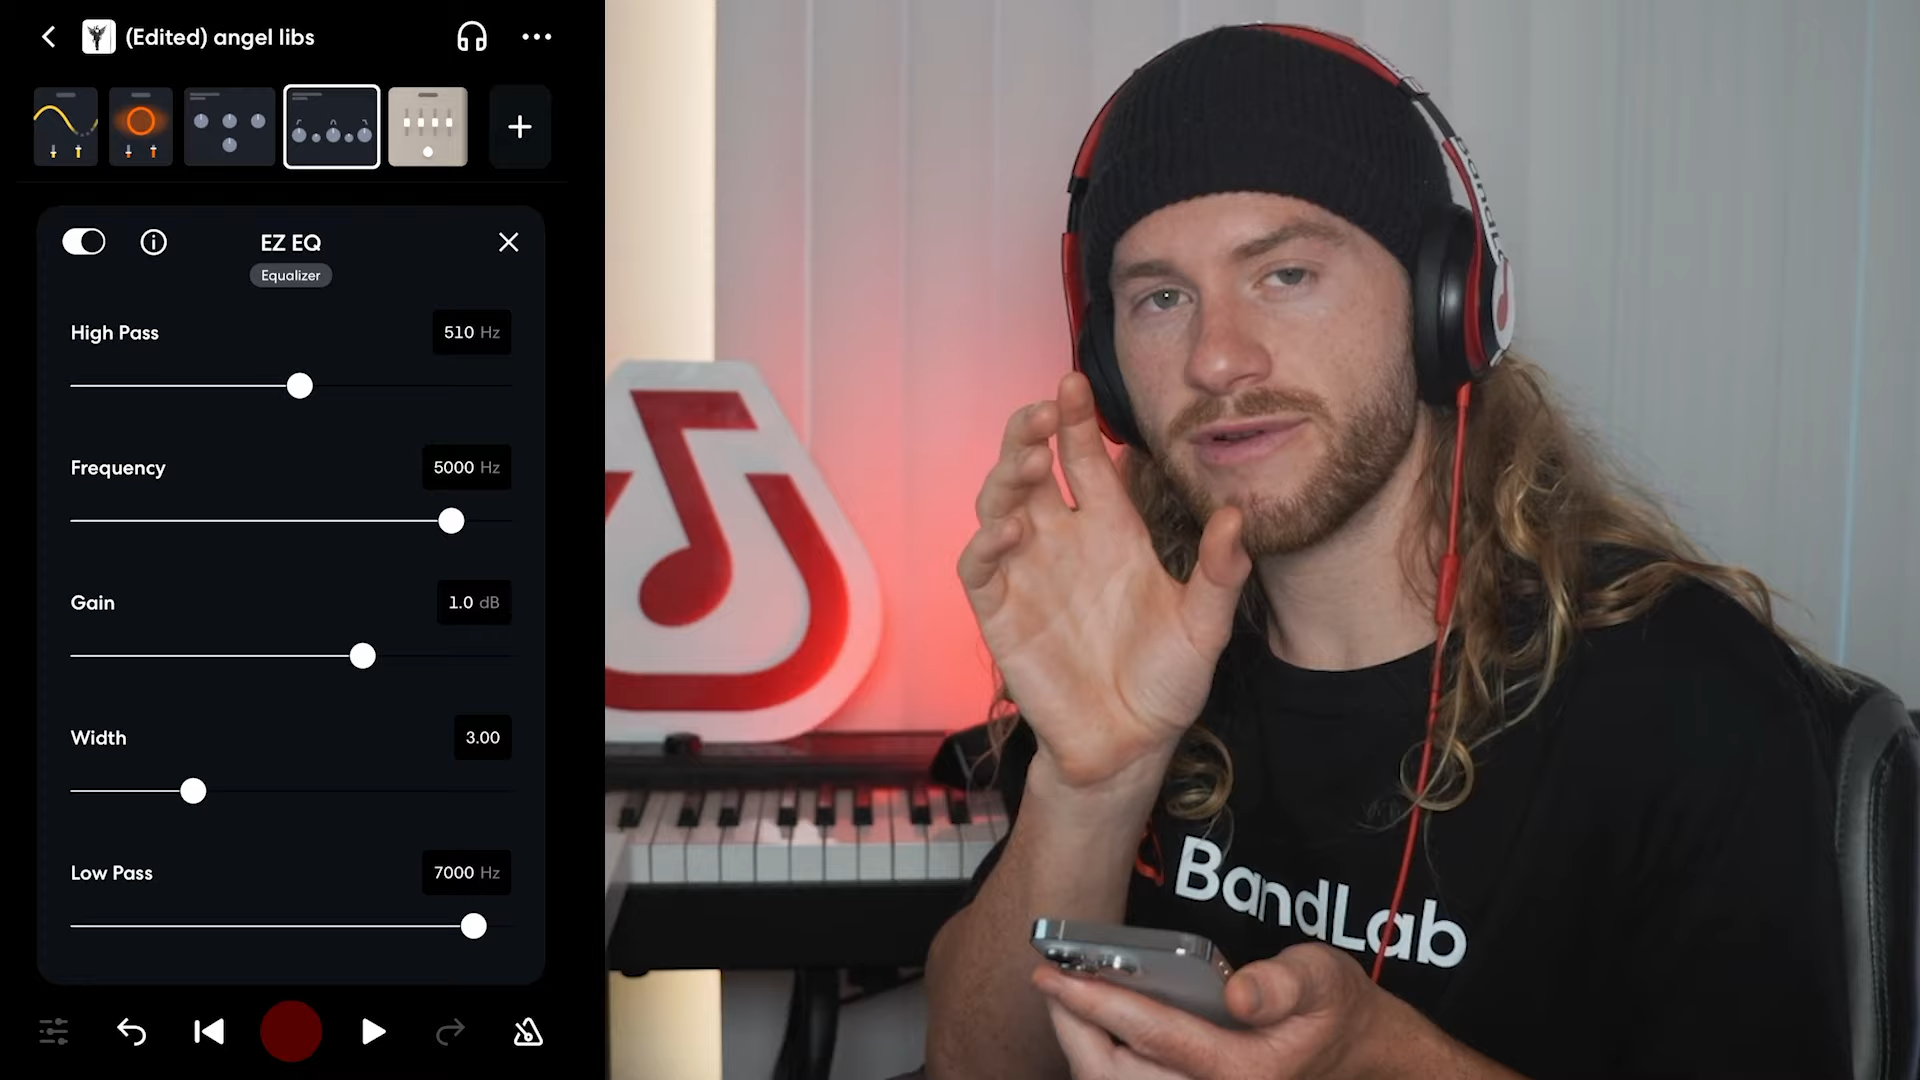 (Edited) angel libs
EZ EQ
Equalizer
High Pass
510 Hz
Frequency
5000 Hz
Gain
1.0 dB
Width
3.00
Low Pass
7000 Hz
BandLab
BandLab